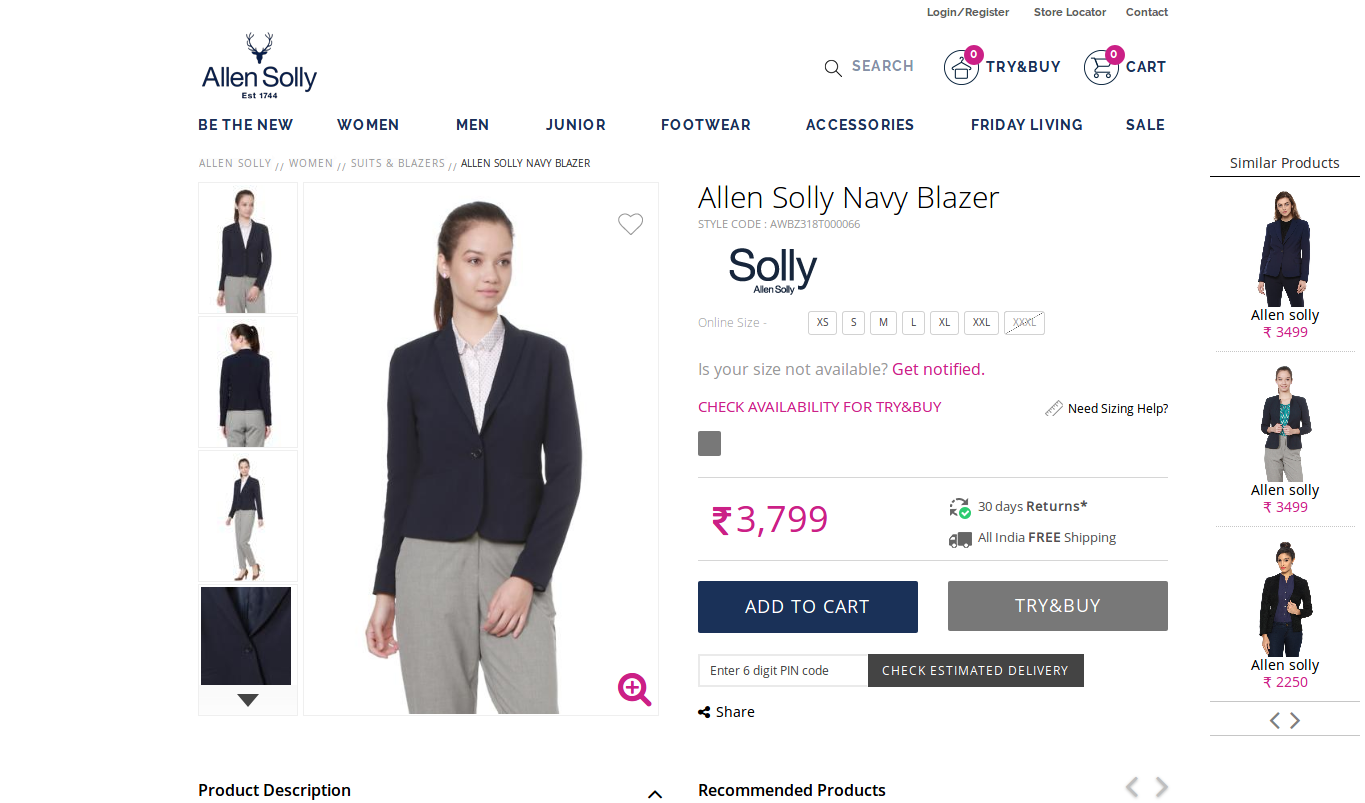 Login/Register Store Locator Contact
Allen Solly
Est 1744
SEARCH 0 TRY&BUY 0 CART
BE THE NEW WOMEN MEN JUNIOR FOOTWEAR ACCESSORIES FRIDAY LIVING SALE
ALLEN SOLLY // WOMEN // SUITS & BLAZERS // ALLEN SOLLY NAVY BLAZER
Allen Solly Navy Blazer
STYLE CODE : AWBZ318T000066
Solly
Allen Solly
Online Size - XS S M L XL XXL XXXL
Is your size not available? Get notified.
CHECK AVAILABILITY FOR TRY&BUY Need Sizing Help?
₹3,799
30 days Returns*
All India FREE Shipping
ADD TO CART TRY&BUY
Enter 6 digit PIN code CHECK ESTIMATED DELIVERY
Share
Similar Products
Allen solly
₹ 3499
Allen solly
₹ 3499
Allen solly
₹ 2250
Product Description Recommended Products